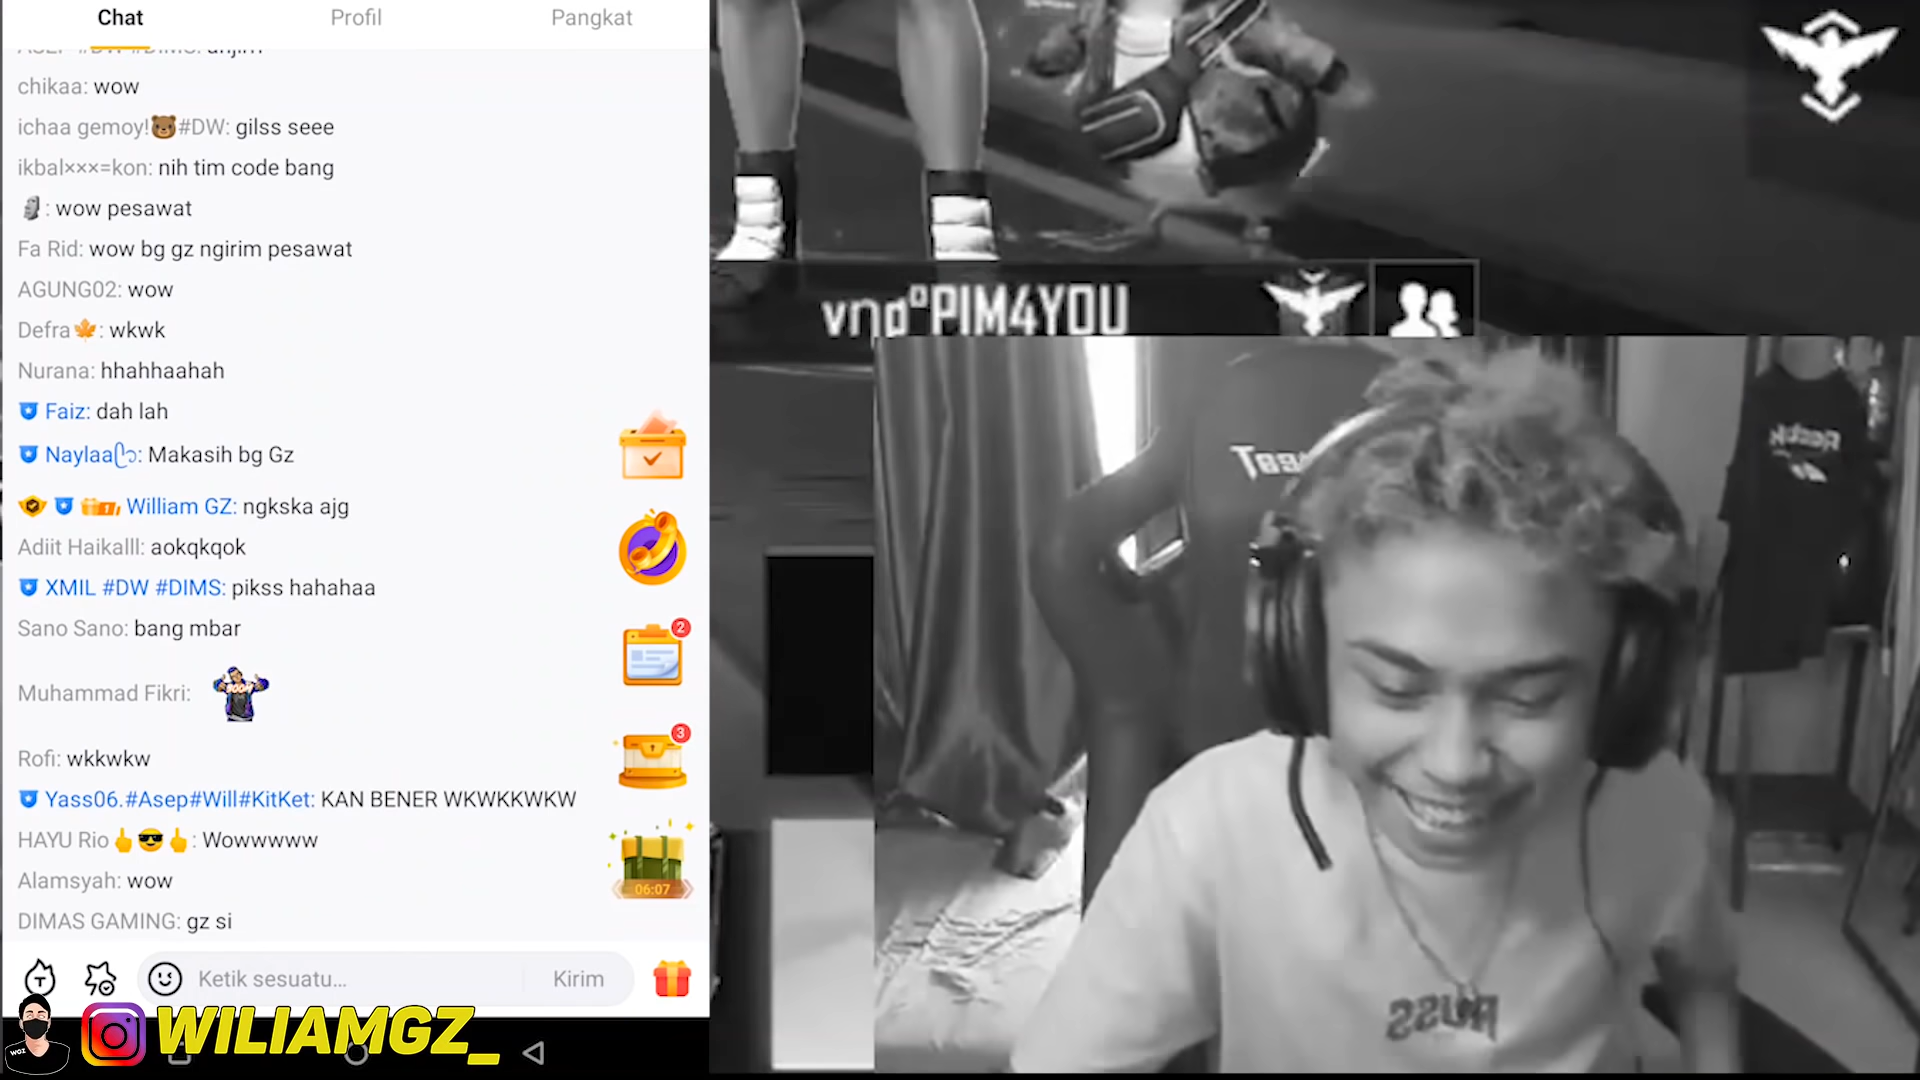 Chat Profil Pangkat
chikaa: wow
ichaa gemoy!🐻#DW: gilss seee
ikbal×××=kon: nih tim code bang
🗿: wow pesawat
Fa Rid: wow bg gz ngirim pesawat
AGUNG02: wow
Defra🍁: wkwk
Nurana: hhahhaahah
Faiz: dah lah
Naylaa: Makasih bg Gz
William GZ: ngkska ajg
Adiit Haikalll: aokqkqok
XMIL #DW #DIMS: pikss hahahaa
Sano Sano: bang mbar
Muhammad Fikri:
Rofi: wkkwkw
Yass06.#Asep#Will#KitKet: KAN BENER WKWKKWKW
HAYU Rio👆😎👆: Wowwwww
Alamsyah: wow
DIMAS GAMING: gz si
2
3
06:07
Ketik sesuatu... Kirim
WILIAMGZ_
PIM4YOU
Reebok